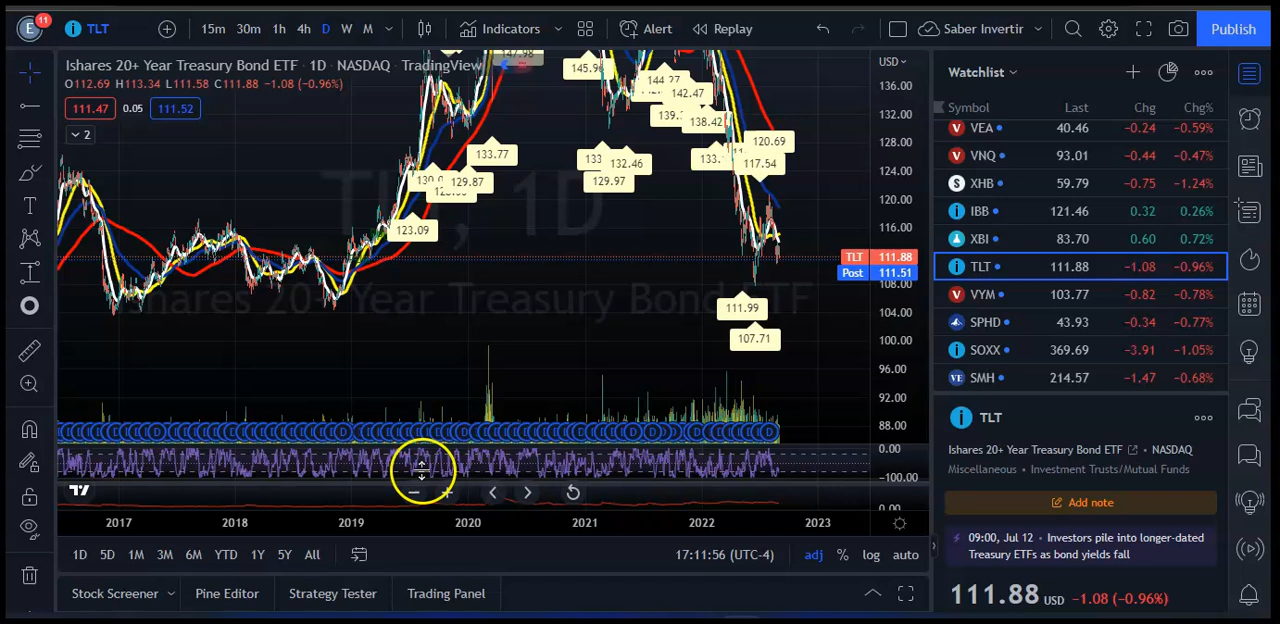 E
11
TLT
15m 30m 1h 4h D W M
Indicators
Alert
Replay
Saber Invertir
Publish
Ishares 20+ Year Treasury Bond ETF · 1D · NASDAQ · TradingView
O112.69 H113.34 L111.58 C111.88 −1.08 (−0.96%)
111.47 0.05 111.52
2
TLT, 1D
Ishares 20+ Year Treasury Bond ETF
145.96
142.47
138.42
133.77
129.87
123.09
132.46
129.97
120.69
117.54
111.99
107.71
USD
136.00
132.00
128.00
124.00
120.00
116.00
TLT 111.88
Post 111.51
108.00
104.00
100.00
96.00
92.00
88.00
0.00
−100.00
0.00
2017 2018 2019 2020 2021 2022 2023
1D 5D 1M 3M 6M YTD 1Y 5Y All
17:11:56 (UTC-4)
adj % log auto
Stock Screener
Pine Editor
Strategy Tester
Trading Panel
Watchlist
Symbol Last Chg Chg%
VEA 40.46 −0.24 −0.59%
VNQ 93.01 −0.44 −0.47%
XHB 59.79 −0.75 −1.24%
IBB 121.46 0.32 0.26%
XBI 83.70 0.60 0.72%
TLT 111.88 −1.08 −0.96%
VYM 103.77 −0.82 −0.78%
SPHD 43.93 −0.34 −0.77%
SOXX 369.69 −3.91 −1.05%
SMH 214.57 −1.47 −0.68%
TLT
Ishares 20+ Year Treasury Bond ETF · NASDAQ
Miscellaneous · Investment Trusts/Mutual Funds
Add note
09:00, Jul 12 · Investors pile into longer-dated
Treasury ETFs as bond yields fall
111.88 USD −1.08 (−0.96%)